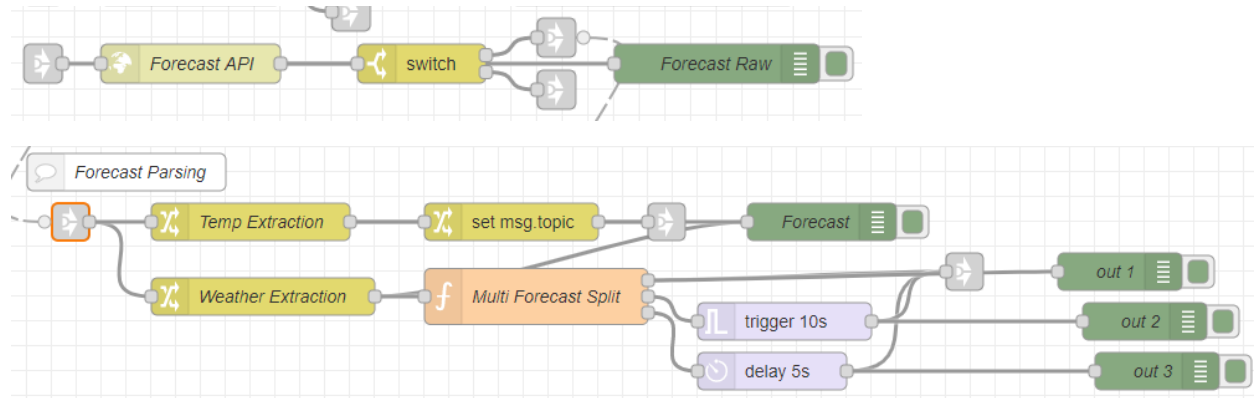 Forecast API
switch
Forecast Raw
Forecast Parsing
Temp Extraction
set msg.topic
Forecast
Weather Extraction
Multi Forecast Split
out 1
trigger 10s
out 2
delay 5s
out 3